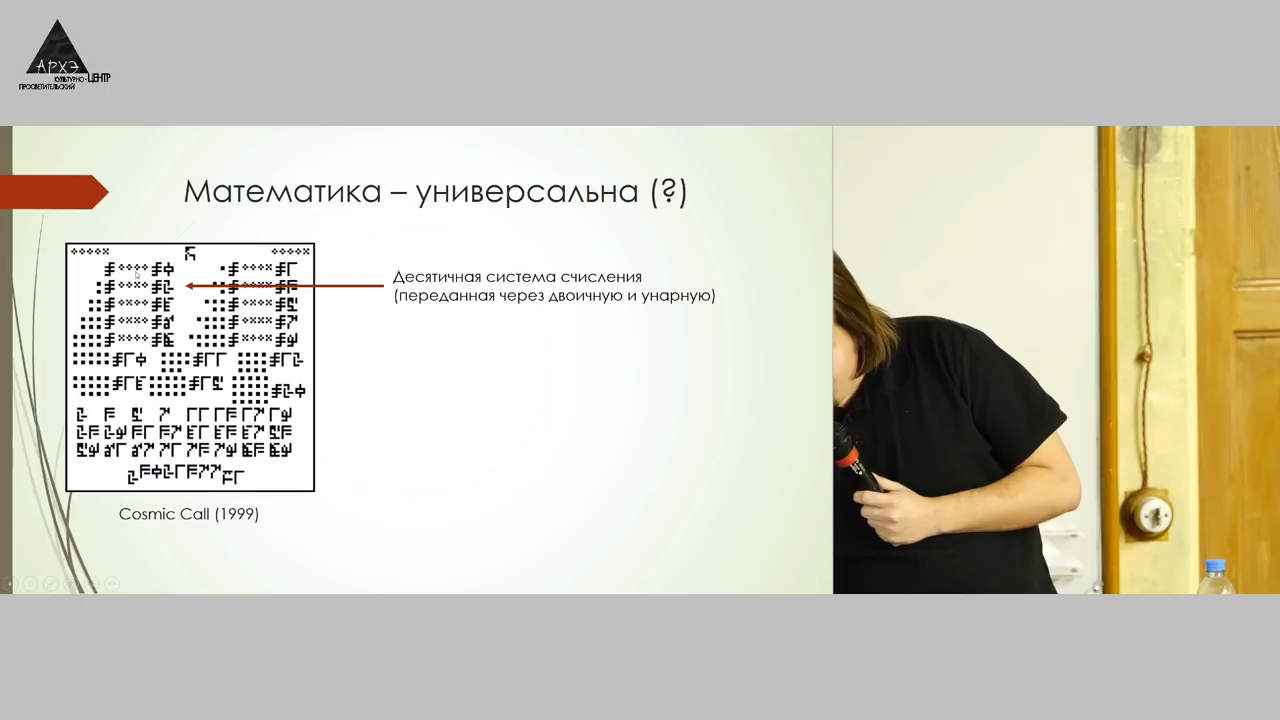 АРХЭ
КУЛЬТУРНО-
ПРОСВЕТИТЕЛЬСКИЙ
ЦЕНТР
Математика – универсальна (?)
Десятичная система счисления
(переданная через двоичную и унарную)
Cosmic Call (1999)